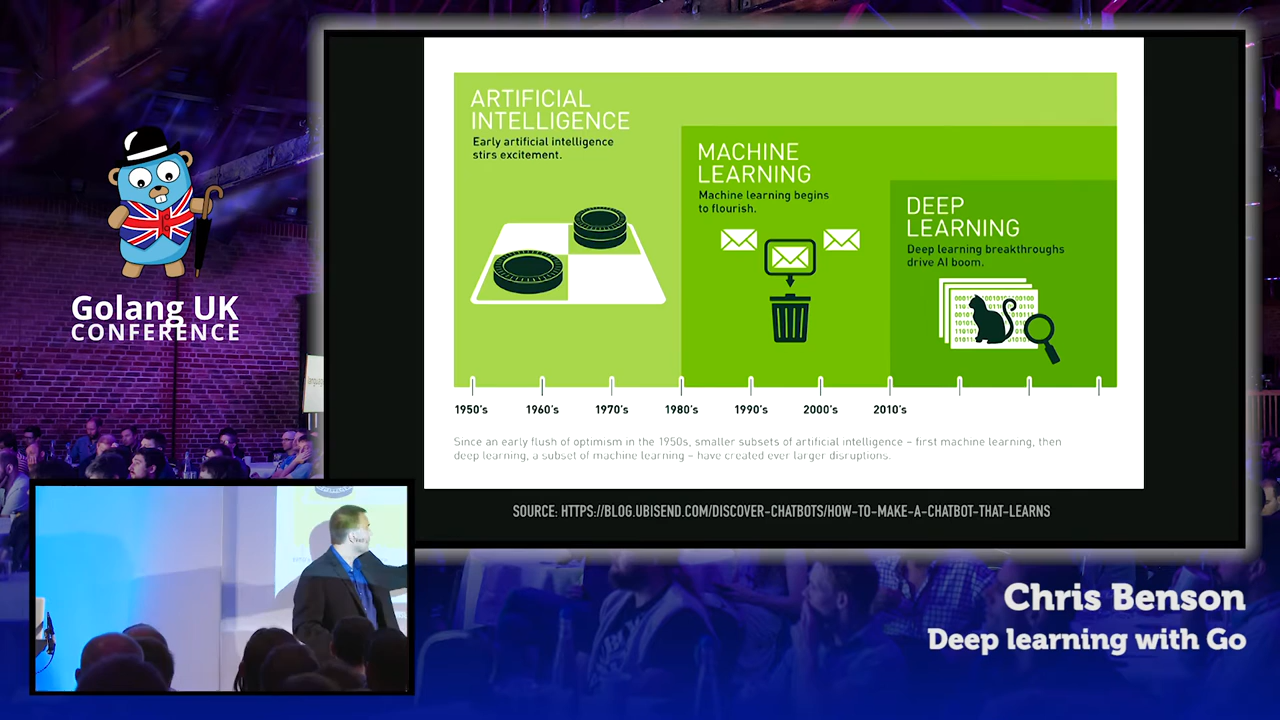 Golang UK
CONFERENCE
ARTIFICIAL
INTELLIGENCE
Early artificial intelligence
stirs excitement.
MACHINE
LEARNING
Machine learning begins
to flourish.
DEEP
LEARNING
Deep learning breakthroughs
drive AI boom.
1950's 1960's 1970's 1980's 1990's 2000's 2010's
Since an early flush of optimism in the 1950s, smaller subsets of artificial intelligence – first machine learning, then
deep learning, a subset of machine learning – have created ever larger disruptions.
SOURCE: HTTPS://BLOG.UBISEND.COM/DISCOVER-CHATBOTS/HOW-TO-MAKE-A-CHATBOT-THAT-LEARNS
Chris Benson
Deep learning with Go